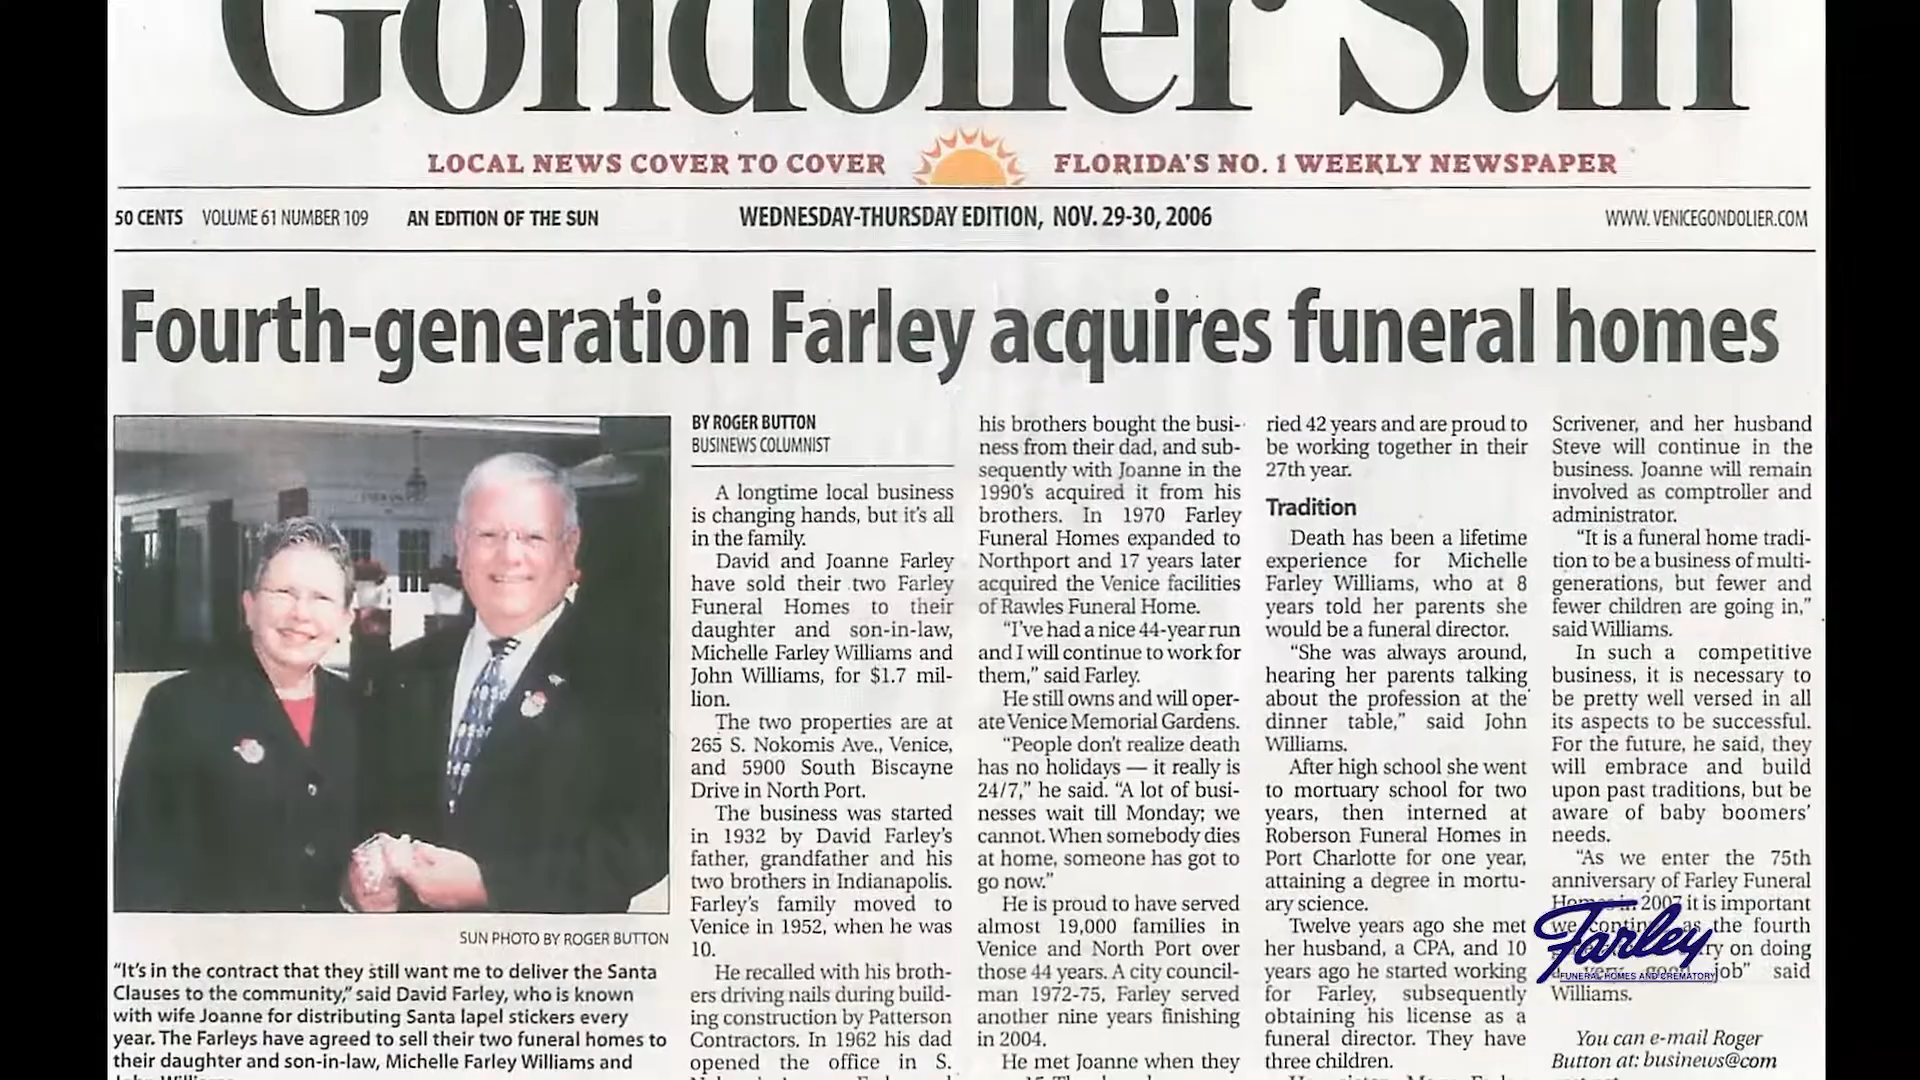 Gondolier Sun
LOCAL NEWS COVER TO COVER
FLORIDA'S NO. 1 WEEKLY NEWSPAPER
50 CENTS VOLUME 61 NUMBER 109 AN EDITION OF THE SUN WEDNESDAY-THURSDAY EDITION, NOV. 29-30, 2006 WWW. VENICEGONDOLIER.COM
Fourth-generation Farley acquires funeral homes
SUN PHOTO BY ROGER BUTTON
"It's in the contract that they still want me to deliver the Santa
Clauses to the community," said David Farley, who is known
with wife Joanne for distributing Santa lapel stickers every
year. The Farleys have agreed to sell their two funeral homes to
their daughter and son-in-law, Michelle Farley Williams and
BY ROGER BUTTON
BUSINEWS COLUMNIST
A longtime local business
is changing hands, but it's all
in the family.
David and Joanne Farley
have sold their two Farley
Funeral Homes to their
daughter and son-in-law,
Michelle Farley Williams and
John Williams, for $1.7 mil-
lion.
The two properties are at
265 S. Nokomis Ave., Venice,
and 5900 South Biscayne
Drive in North Port.
The business was started
in 1932 by David Farley's
father, grandfather and his
two brothers in Indianapolis.
Farley's family moved to
Venice in 1952, when he was
10.
He recalled with his broth-
ers driving nails during build-
ing construction by Patterson
Contractors. In 1962 his dad
opened the office in S.
his brothers bought the busi-
ness from their dad, and sub-
sequently with Joanne in the
1990's acquired it from his
brothers. In 1970 Farley
Funeral Homes expanded to
Northport and 17 years later
acquired the Venice facilities
of Rawles Funeral Home.
"I've had a nice 44-year run
and I will continue to work for
them," said Farley.
He still owns and will oper-
ate Venice Memorial Gardens.
"People don't realize death
has no holidays — it really is
24/7," he said. "A lot of busi-
nesses wait till Monday; we
cannot. When somebody dies
at home, someone has got to
go now."
He is proud to have served
almost 19,000 families in
Venice and North Port over
those 44 years. A city council-
man 1972-75, Farley served
another nine years finishing
in 2004.
He met Joanne when they
ried 42 years and are proud to
be working together in their
27th year.
Tradition
Death has been a lifetime
experience for Michelle
Farley Williams, who at 8
years told her parents she
would be a funeral director.
"She was always around,
hearing her parents talking
about the profession at the
dinner table," said John
Williams.
After high school she went
to mortuary school for two
years, then interned at
Roberson Funeral Homes in
Port Charlotte for one year,
attaining a degree in mortu-
ary science.
Twelve years ago she met
her husband, a CPA, and 10
years ago he started working
for Farley, subsequently
obtaining his license as a
funeral director. They have
three children.
Scrivener, and her husband
Steve will continue in the
business. Joanne will remain
involved as comptroller and
administrator.
"It is a funeral home tradi-
tion to be a business of multi-
generations, but fewer and
fewer children are going in,"
said Williams.
In such a competitive
business, it is necessary to
be pretty well versed in all
its aspects to be successful.
For the future, he said, they
will embrace and build
upon past traditions, but be
aware of baby boomers'
needs.
"As we enter the 75th
anniversary of Farley Funeral
Homes in 2007 it is important
we continue as the fourth
on doing
job" said
Williams.
You can e-mail Roger
Button at: businews@com
Farley
FUNERAL HOMES AND CREMATORY